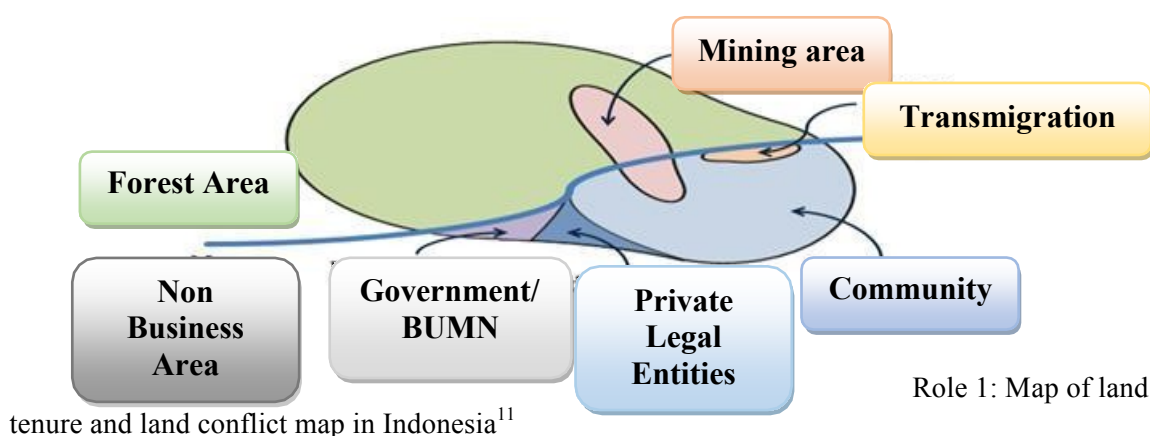 Mining area
Transmigration
Forest Area
Non
Business
Area
Government/
BUMN
Private
Legal
Entities
Community
Role 1: Map of land
tenure and land conflict map in Indonesia11